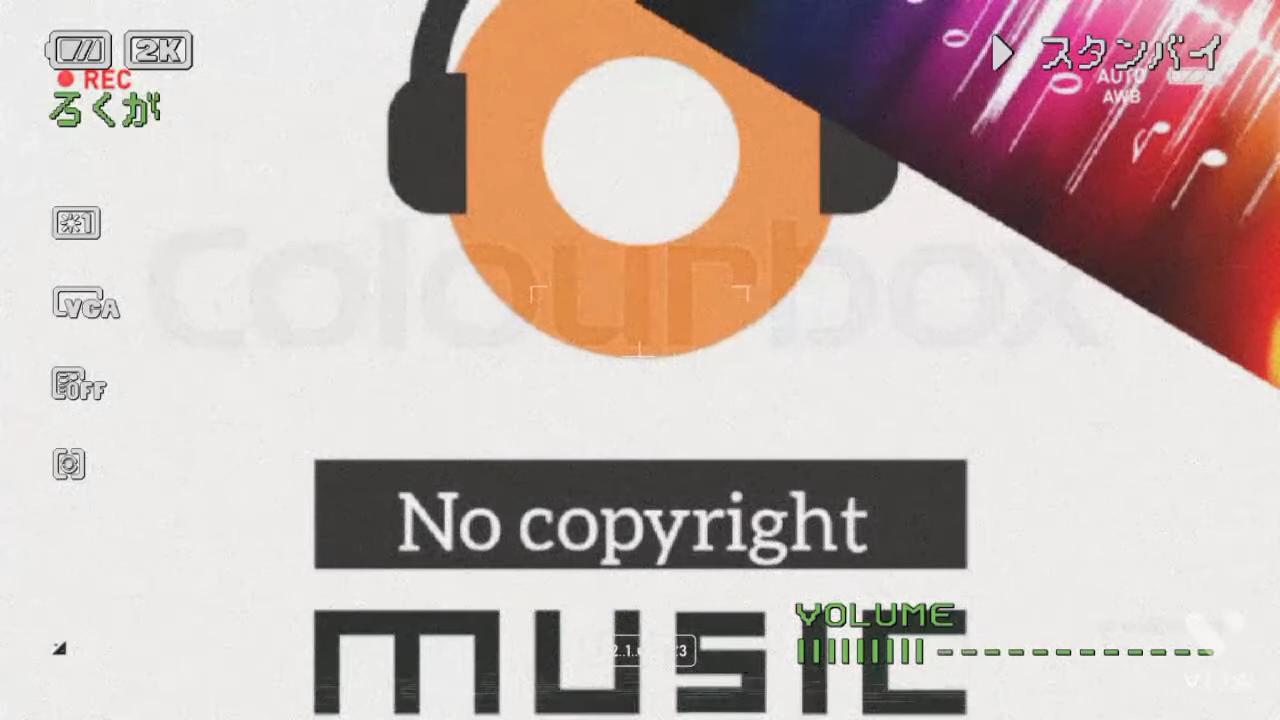 2K
スタンバイ
REC
AUTO
ろくが
AWB
colourbox
VGA
OFF
No copyright
music
VOLUME